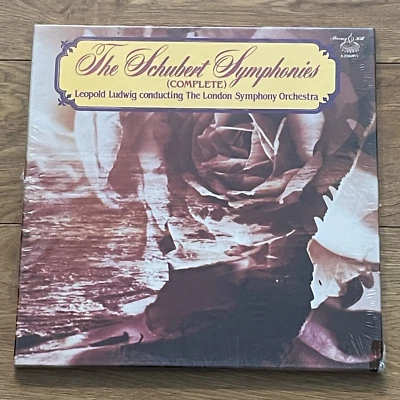 The Schubert Symphonies
(COMPLETE)
Leopold Ludwig conducting The London Symphony Orchestra